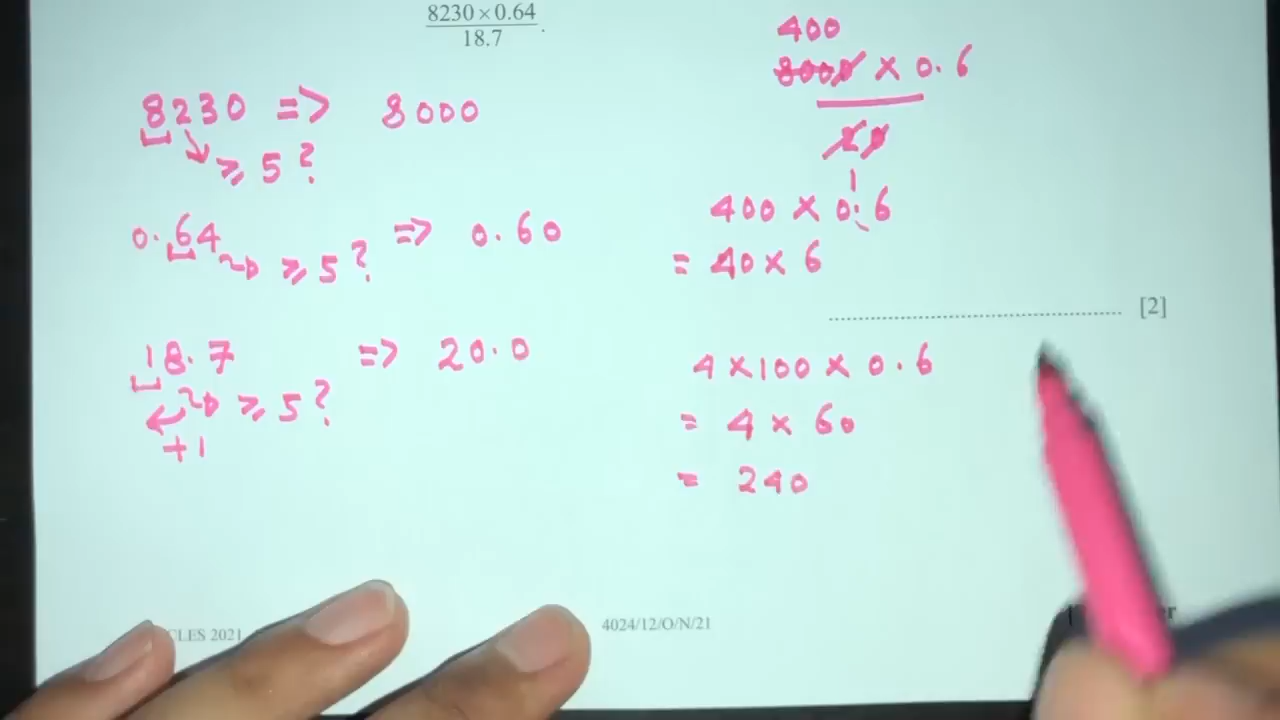 8230 × 0.64
18.7
.
8230 => 8000
≥ 5 ?
0.64 => 0.60
≥ 5 ?
18.7 => 20.0
≥ 5 ?
+1
400
8000 × 0.6
20
1
400 × 0.6
= 40 × 6
[2]
4 × 100 × 0.6
= 4 × 60
= 240
CLES 2021
4024/12/O/N/21